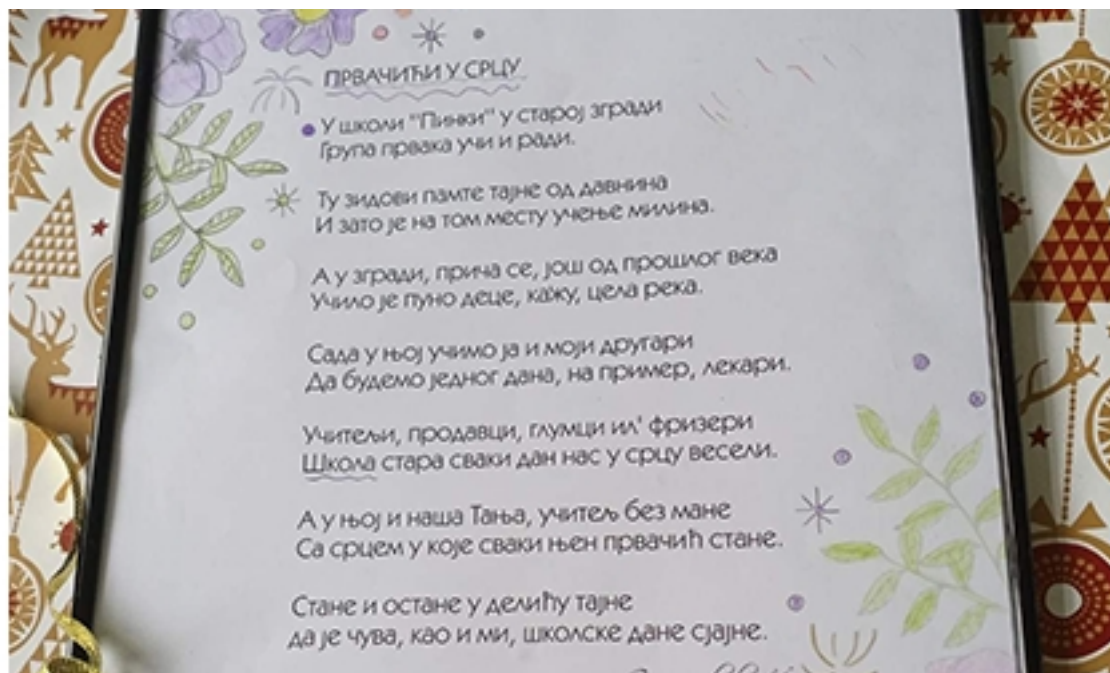 ПРВАЧИЋИ У СРЦУ
У школи "Пинки" у старој згради
Група првака учи и ради.
Ту зидови памте тајне од давнина
И зато је на том месту учење милина.
А у згради, прича се, још од прошлог века
Учило је пуно деце, кажу, цела река.
Сада у њој учимо ја и моји другари
Да будемо једног дана, на пример, лекари.
Учитељи, продавци, глумци ил' фризери
Школа стара сваки дан нас у срцу весели.
А у њој и наша Тања, учитељ без мане
Са срцем у које сваки њен првачић стане.
Стане и остане у делићу тајне
да је чува, као и ми, школске дане сјајне.